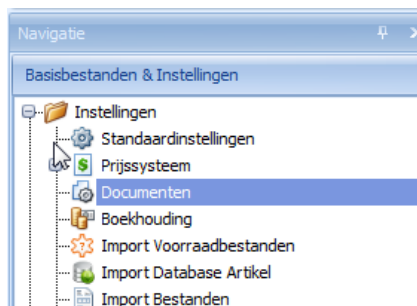 Navigatie
Basisbestanden & Instellingen
Instellingen
Standaardinstellingen
Prijssysteem
Documenten
Boekhouding
Import Voorraadbestanden
Import Database Artikel
Import Bestanden